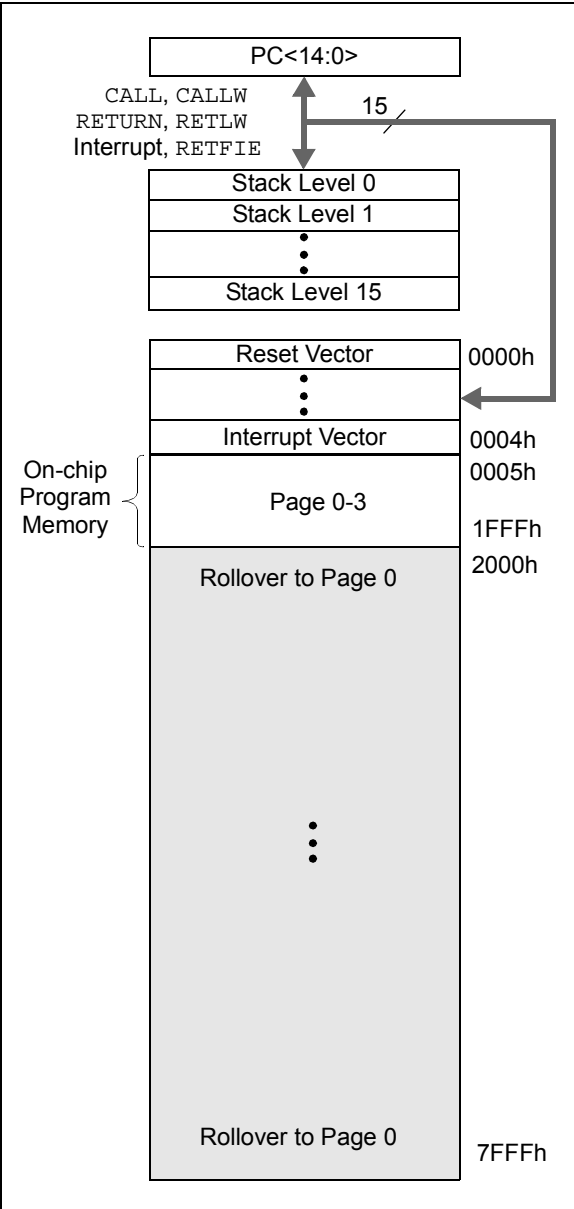 PC<14:0>
CALL, CALLW
RETURN, RETLW
Interrupt, RETFIE
15
Stack Level 0
Stack Level 1
Stack Level 15
Reset Vector
0000h
Interrupt Vector
0004h
On-chip
Program
Memory
0005h
Page 0-3
1FFFh
2000h
Rollover to Page 0
Rollover to Page 0
7FFFh